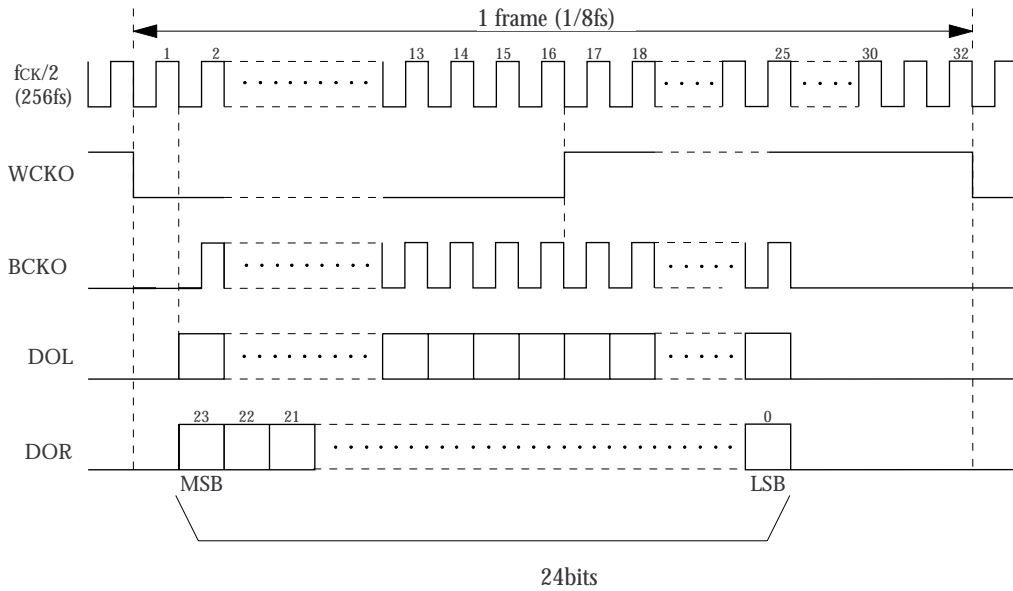 1 frame (1/8fs)
1 2 13 14 15 16 17 18 25 30 32
fCK/2
(256fs)
WCKO
BCKO
DOL
23 22 21 0
DOR
MSB LSB
24bits